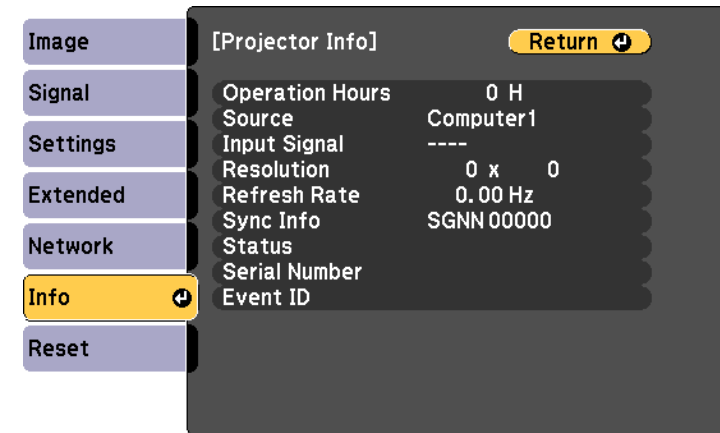 Image
Signal
Settings
Extended
Network
Info
Reset
[Projector Info]
Return
Operation Hours 0 H
Source Computer1
Input Signal ----
Resolution 0 x 0
Refresh Rate 0.00 Hz
Sync Info SGNN 00000
Status
Serial Number
Event ID